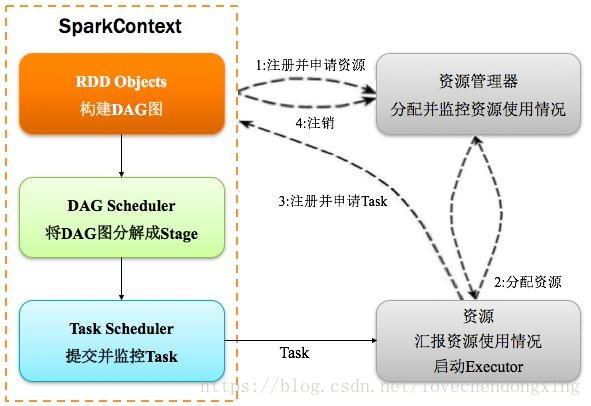 SparkContext
RDD Objects
构建DAG图
DAG Scheduler
将DAG图分解成Stage
Task Scheduler
提交并监控Task
1:注册并申请资源
4:注销
3:注册并申请Task
2:分配资源
Task
资源管理器
分配并监控资源使用情况
资源
汇报资源使用情况
启动Executor
https://blog.csdn.net/lovechendongxing